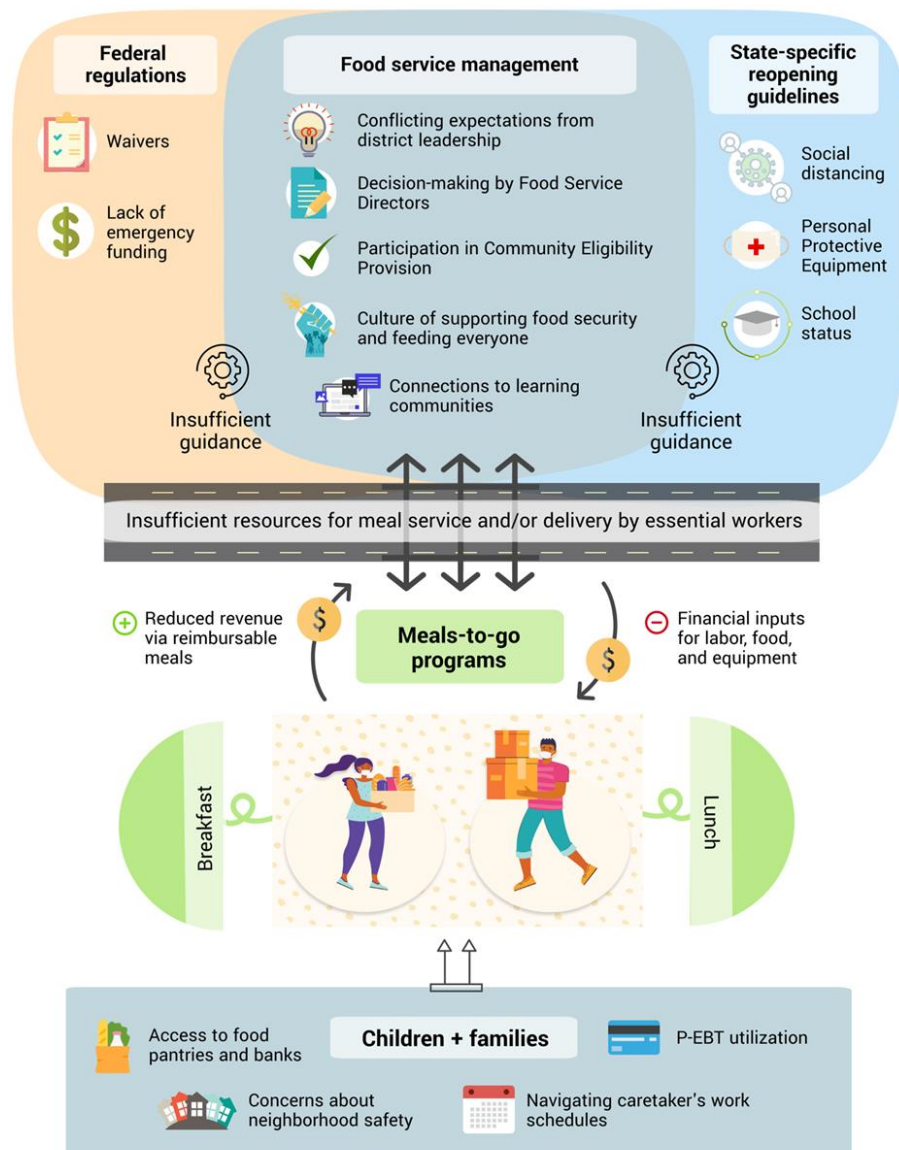 Federal
regulations
Waivers
Lack of
emergency
funding
Food service management
Conflicting expectations from
district leadership
Decision-making by Food Service
Directors
Participation in Community Eligibility
Provision
Culture of supporting food security
and feeding everyone
Connections to learning
communities
State-specific
reopening
guidelines
Social
distancing
Personal
Protective
Equipment
School
status
Insufficient
guidance
Insufficient
guidance
Insufficient resources for meal service and/or delivery by essential workers
Reduced revenue
via reimbursable
meals
$
Meals-to-go
programs
$
Financial inputs
for labor, food,
and equipment
Breakfast
Lunch
Children + families
Access to food
pantries and banks
P-EBT utilization
Concerns about
neighborhood safety
Navigating caretaker's work
schedules